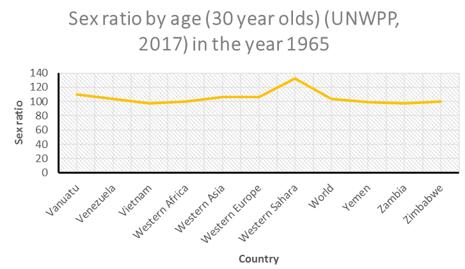 Sex ratio by age (30 year olds) (UNWPP,
2017) in the year 1965
140
120
100
80
60
40
20
0
Sex ratio
Vanuatu
Venezuela
Vietnam
Western Africa
Western Asia
Western Europe
Western Sahara
World
Yemen
Zambia
Zimbabwe
Country